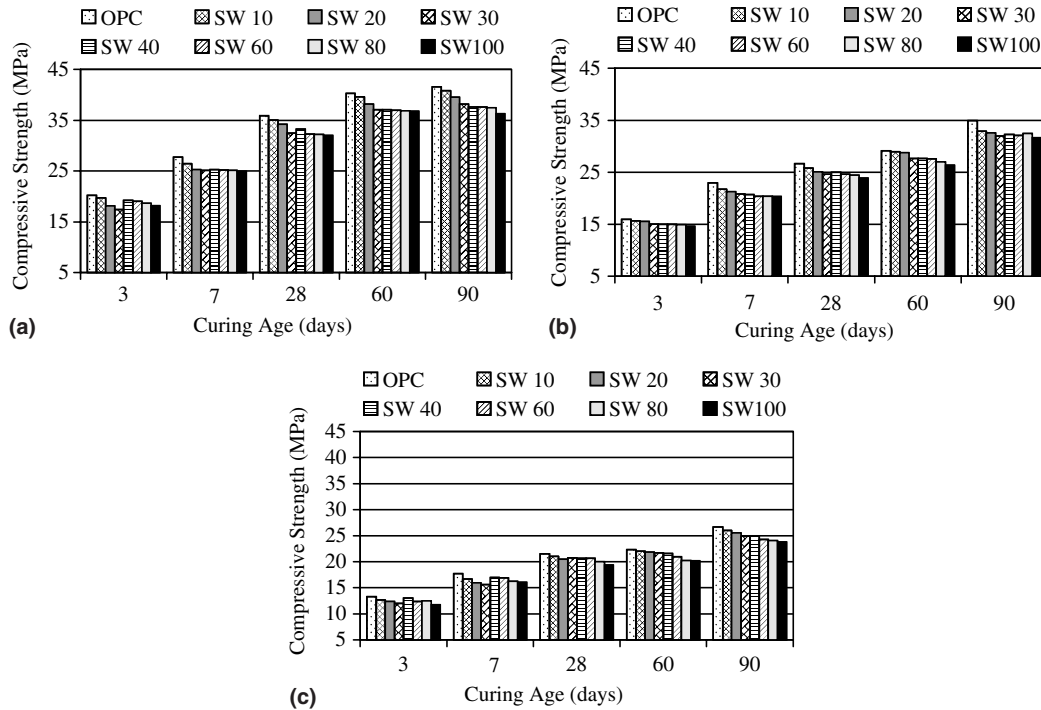 OPC SW 10 SW 20 SW 30
SW 40 SW 60 SW 80 SW100
Compressive Strength (MPa)
45
35
25
15
5
3 7 28 60 90
Curing Age (days)
(a)
OPC SW 10 SW 20 SW 30
SW 40 SW 60 SW 80 SW100
Compressive Strength (MPa)
45
35
25
15
5
3 7 28 60 90
Curing Age (days)
(b)
OPC SW 10 SW 20 SW 30
SW 40 SW 60 SW 80 SW100
Compressive Strength (MPa)
45
40
35
30
25
20
15
10
5
3 7 28 60 90
Curing Age (days)
(c)